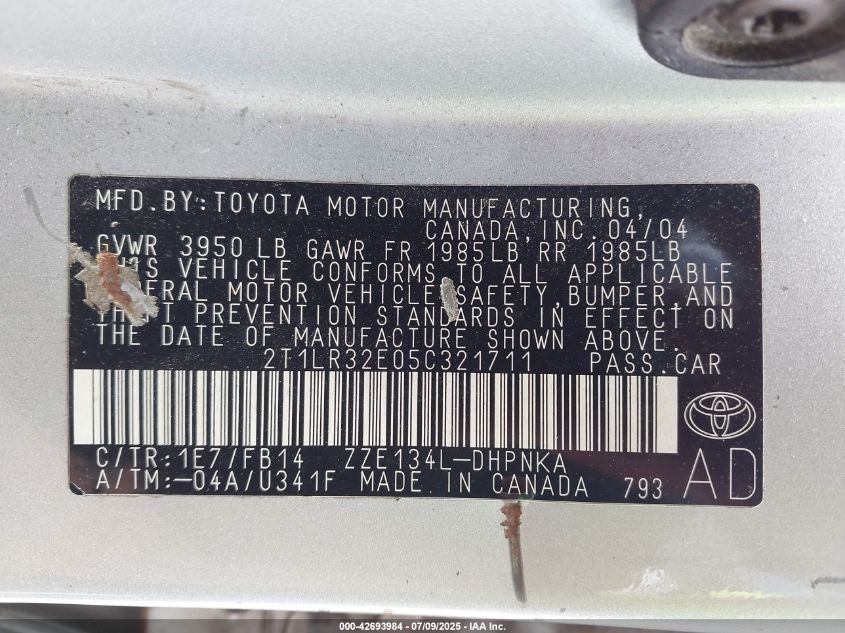 MFD. BY: TOYOTA MOTOR MANUFACTURING,
CANADA, INC. 04/04
GVWR 3950 LB GAWR FR 1985LB RR 1985LB
VEHICLE CONFORMS TO ALL APPLICABLE
MOTOR VEHICLE SAFETY, BUMPER, AND
PREVENTION STANDARDS IN EFFECT ON
THE DATE OF MANUFACTURE SHOWN ABOVE.
2T1LR32E05C321711 PASS. CAR
C/TR: 1E7/FB14 ZZE134L-DHPNKA
A/TM:-04A/U341F MADE IN CANADA 793 AD
000-42693984 - 07/09/2025 - IAA Inc.